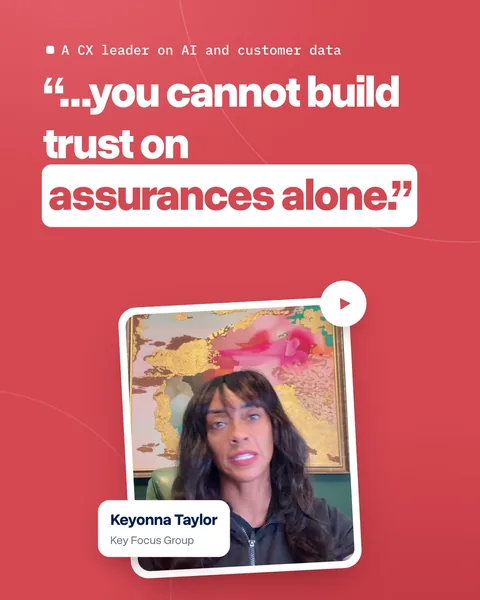 A CX leader on AI and customer data
“...you cannot build
trust on
assurances alone.”
Keyonna Taylor
Key Focus Group